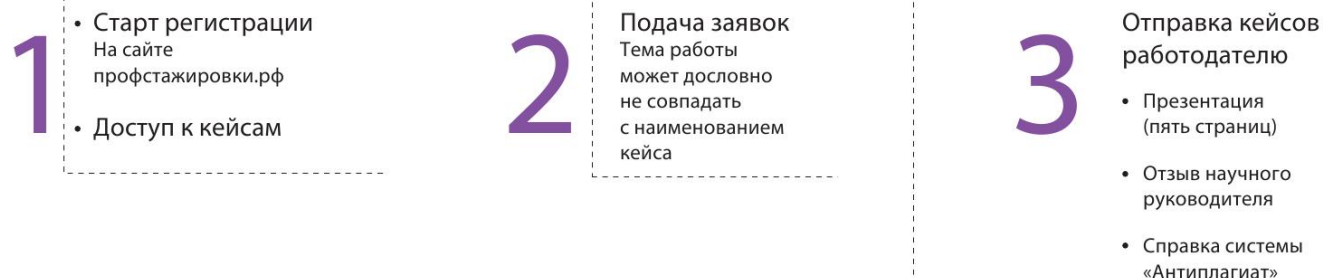 1
• Старт регистрации
На сайте
профстажировки.рф
• Доступ к кейсам
2
Подача заявок
Тема работы
может дословно
не совпадать
с наименованием
кейса
3
Отправка кейсов
работодателю
• Презентация
(пять страниц)
• Отзыв научного
руководителя
• Справка системы
«Антиплагиат»